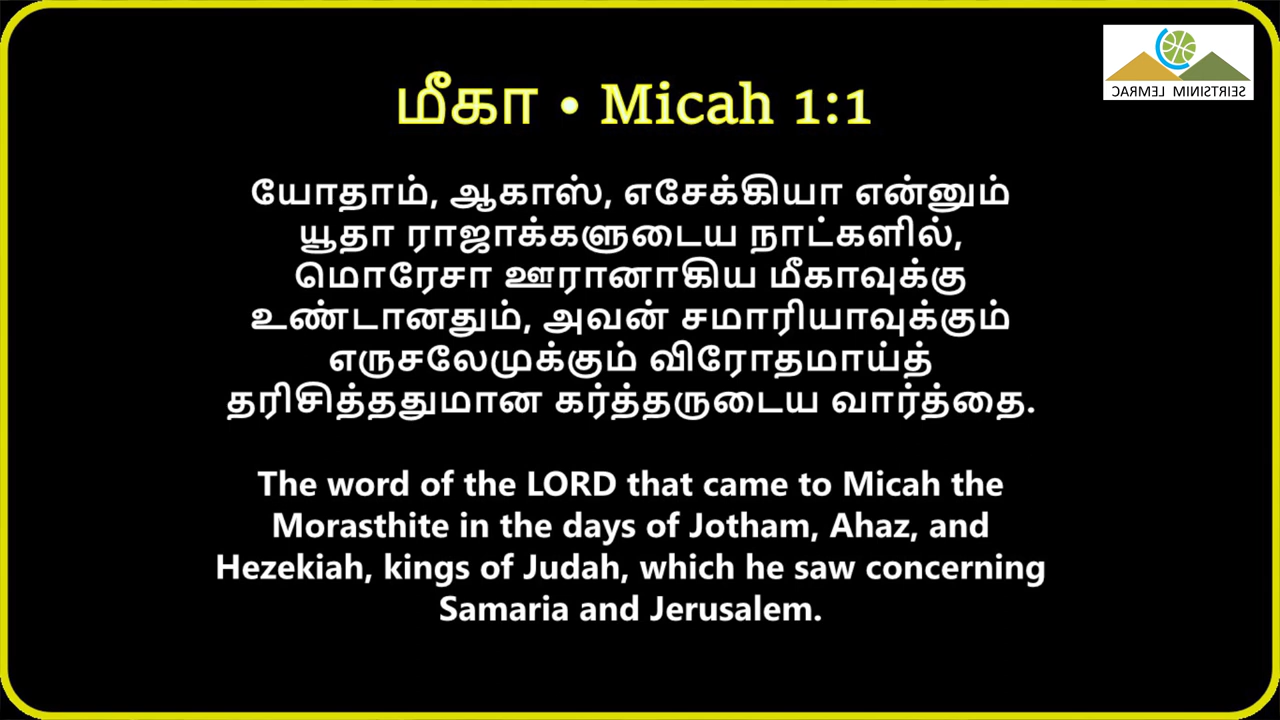 மீகா • Micah 1:1
CARMEL MINISTRIES
யோதாம், ஆகாஸ், எசேக்கியா என்னும்
யூதா ராஜாக்களுடைய நாட்களில்,
மொரேசா ஊரானாகிய மீகாவுக்கு
உண்டானதும், அவன் சமாரியாவுக்கும்
எருசலேமுக்கும் விரோதமாய்த்
தரிசித்ததுமான கர்த்தருடைய வார்த்தை.
The word of the LORD that came to Micah the
Morasthite in the days of Jotham, Ahaz, and
Hezekiah, kings of Judah, which he saw concerning
Samaria and Jerusalem.